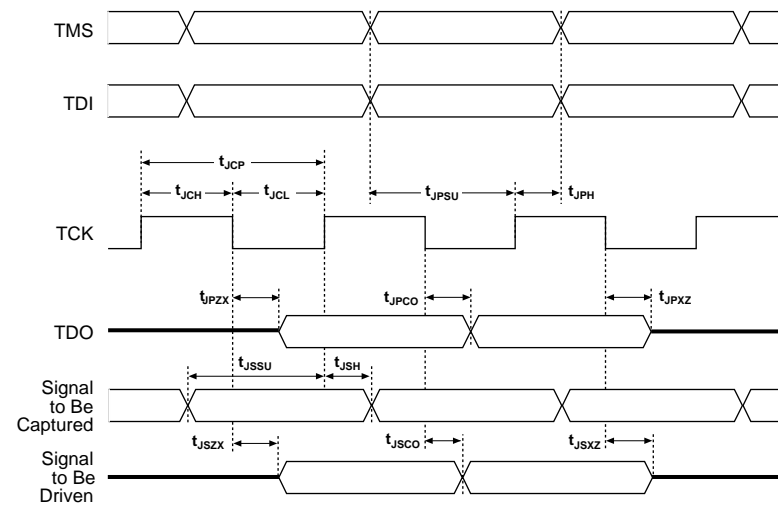 TMS
TDI
tJCP
tJCH
tJCL
tJPSU
tJPH
TCK
tJPZX
tJPCO
tJPXZ
TDO
tJSSU
tJSH
Signal
to Be
Captured
tJSZX
tJSCO
tJSXZ
Signal
to Be
Driven